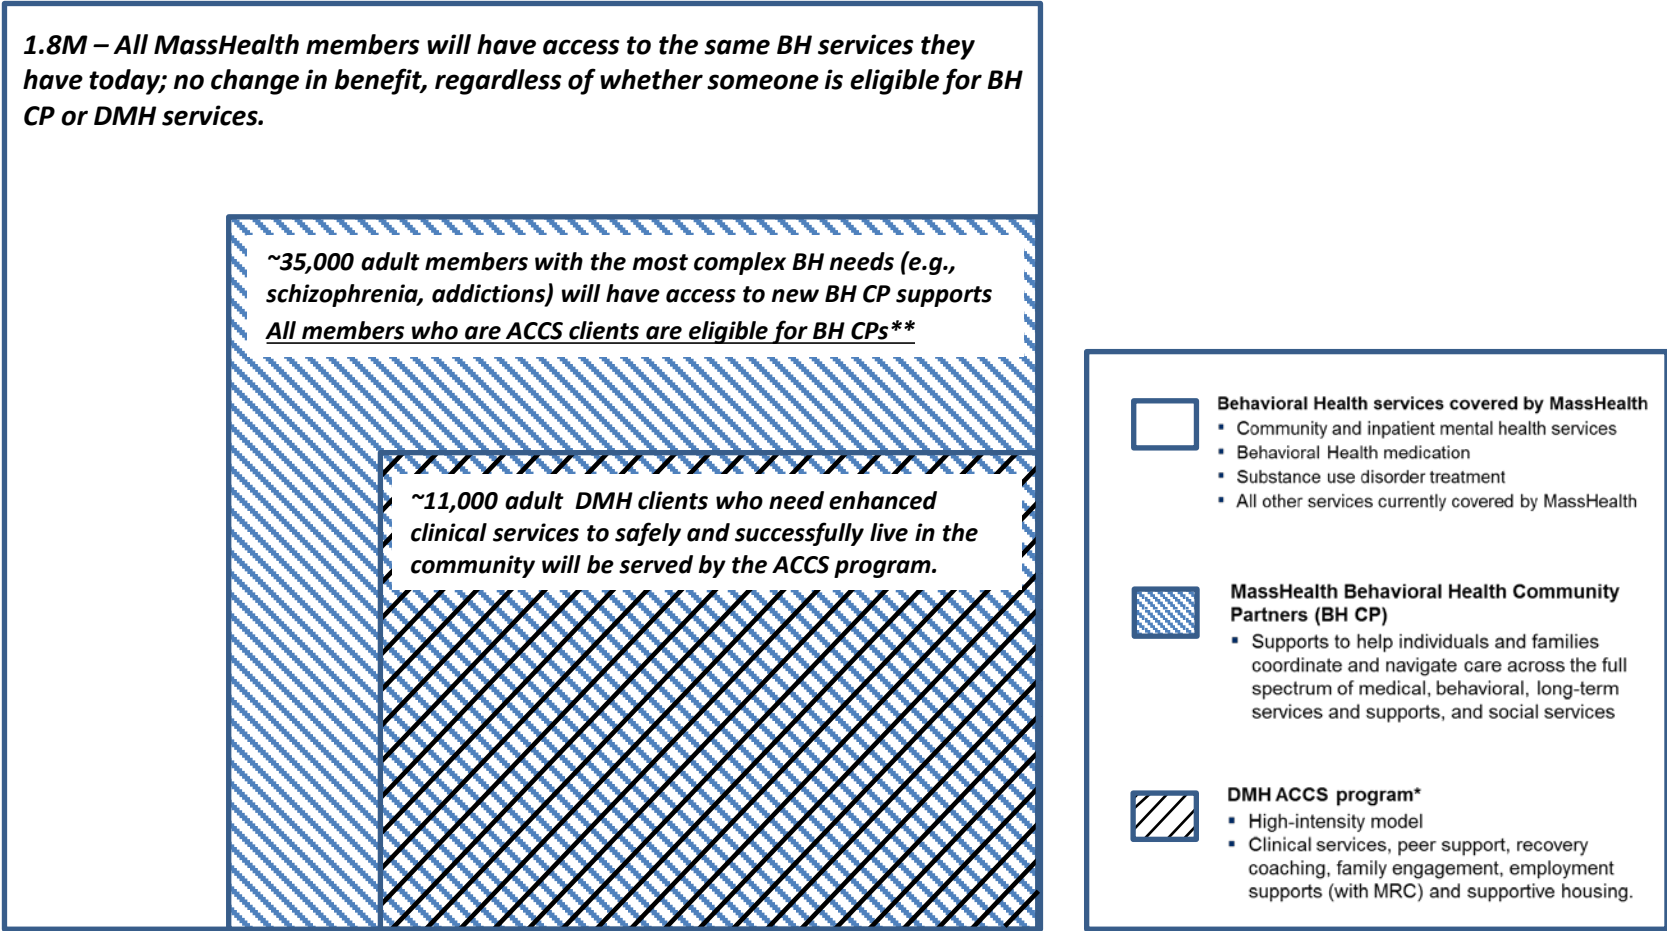 1.8M – All MassHealth members will have access to the same BH services they
have today; no change in benefit, regardless of whether someone is eligible for BH
CP or DMH services.
~35,000 adult members with the most complex BH needs (e.g.,
schizophrenia, addictions) will have access to new BH CP supports
All members who are ACCS clients are eligible for BH CPs**
~11,000 adult DMH clients who need enhanced
clinical services to safely and successfully live in the
community will be served by the ACCS program.
Behavioral Health services covered by MassHealth
▪ Community and inpatient mental health services
▪ Behavioral Health medication
▪ Substance use disorder treatment
▪ All other services currently covered by MassHealth
MassHealth Behavioral Health Community
Partners (BH CP)
▪ Supports to help individuals and families
coordinate and navigate care across the full
spectrum of medical, behavioral, long-term
services and supports, and social services
DMH ACCS program*
▪ High-intensity model
▪ Clinical services, peer support, recovery
coaching, family engagement, employment
supports (with MRC) and supportive housing.